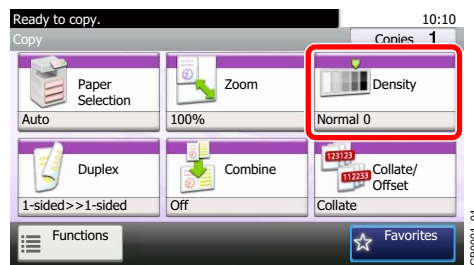 Ready to copy.
10:10
Copy
Copies 1
Paper
Selection
Auto
Zoom
100%
Density
Normal 0
Duplex
1-sided>>1-sided
Combine
Off
123123
112233
Collate/
Offset
Collate
Functions
Favorites